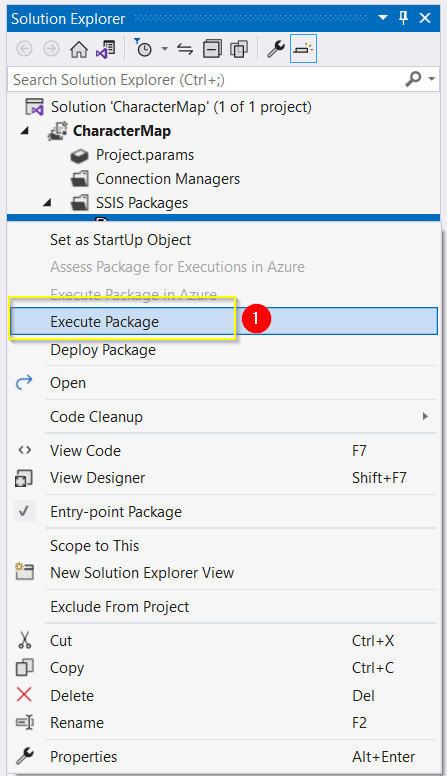 Solution Explorer
Search Solution Explorer (Ctrl+;)
Solution 'CharacterMap' (1 of 1 project)
CharacterMap
Project.params
Connection Managers
SSIS Packages
Set as StartUp Object
Assess Package for Executions in Azure
Execute Package in Azure
Execute Package 1
Deploy Package
Open
Code Cleanup
View Code F7
View Designer Shift+F7
Entry-point Package
Scope to This
New Solution Explorer View
Exclude From Project
Cut Ctrl+X
Copy Ctrl+C
Delete Del
Rename F2
Properties Alt+Enter